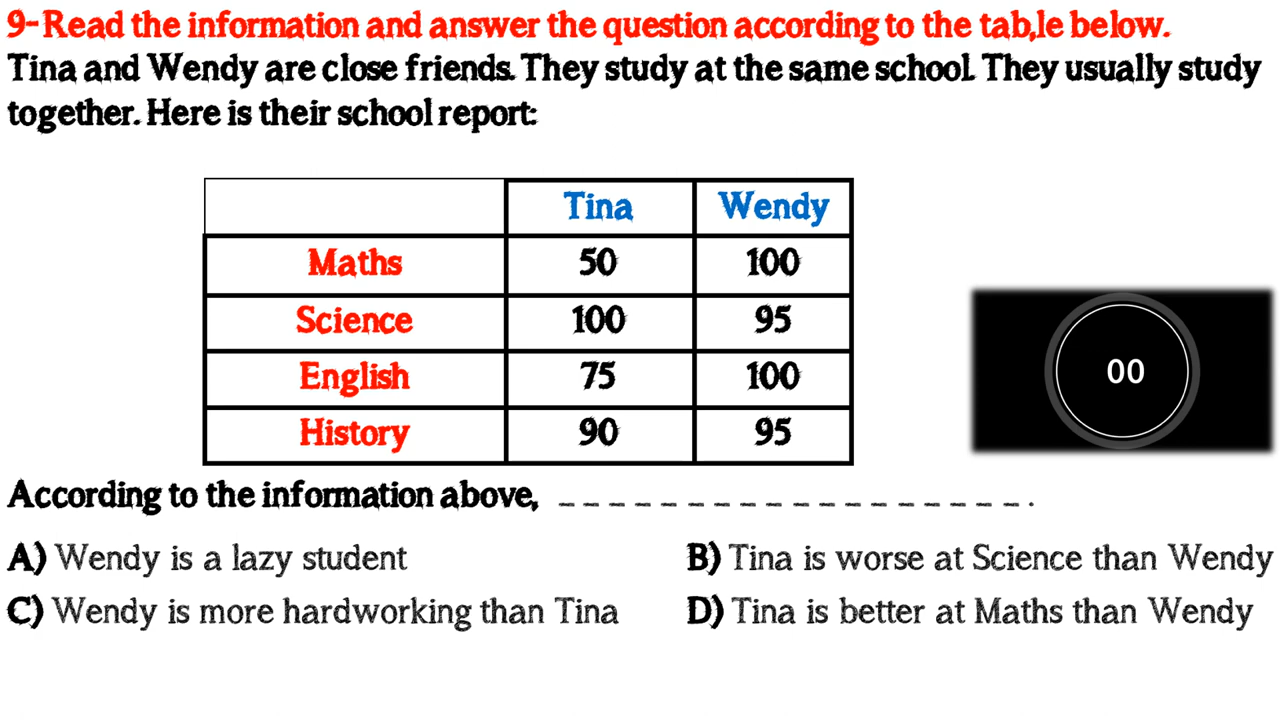 9-Read the information and answer the question according to the tab,le below.
Tina and Wendy are close friends. They study at the same school. They usually study
together. Here is their school report:
Tina Wendy
Maths 50 100
Science 100 95
English 75 100
History 90 95
00
According to the information above, _ _ _ _ _ _ _ _ _ _ _ _ _ _ _ _ _ _ .
A) Wendy is a lazy student B) Tina is worse at Science than Wendy
C) Wendy is more hardworking than Tina D) Tina is better at Maths than Wendy